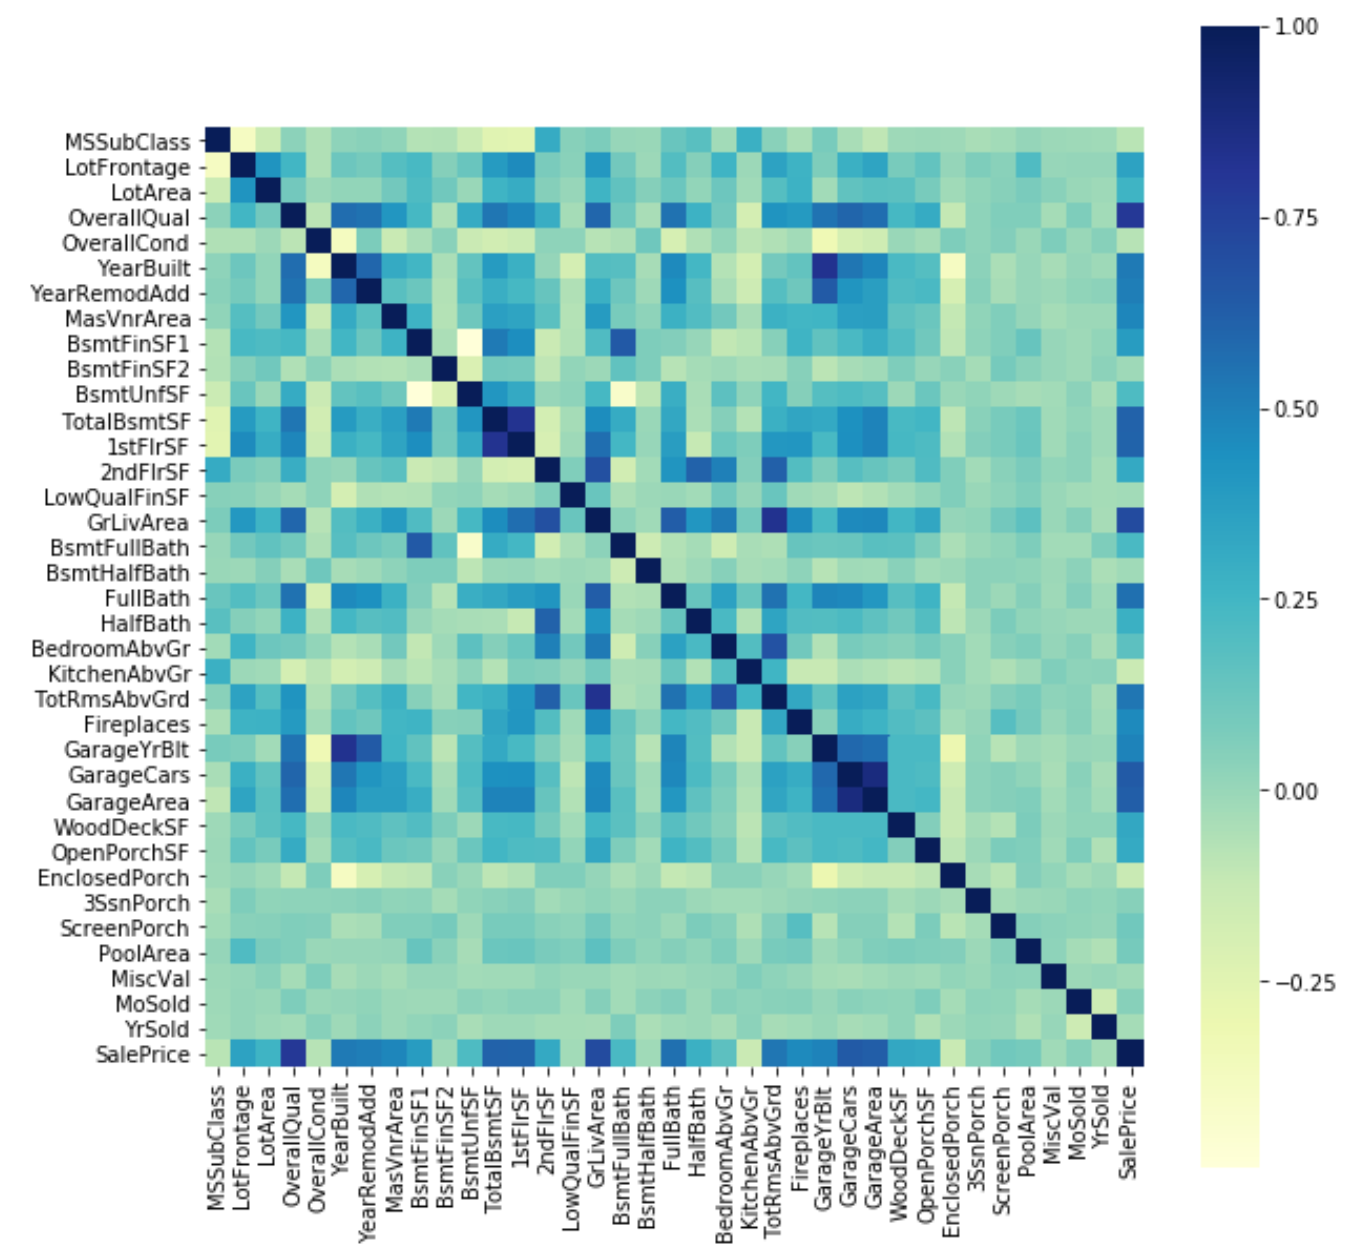 1.00
MSSubClass
LotFrontage
LotArea
OverallQual
0.75
OverallCond
YearBuilt
YearRemodAdd
MasVnrArea
BsmtFinSF1
BsmtFinSF2
BsmtUnfSF
0.50
TotalBsmtSF
1stFlrSF
2ndFlrSF
LowQualFinSF
GrLivArea
BsmtFullBath
BsmtHalfBath
FullBath
0.25
HalfBath
BedroomAbvGr
KitchenAbvGr
TotRmsAbvGrd
Fireplaces
GarageYrBlt
GarageCars
0.00
GarageArea
WoodDeckSF
OpenPorchSF
EnclosedPorch
3SsnPorch
ScreenPorch
PoolArea
MiscVal
−0.25
MoSold
YrSold
SalePrice
MSSubClass
LotFrontage
LotArea
OverallQual
OverallCond
YearBuilt
YearRemodAdd
MasVnrArea
BsmtFinSF1
BsmtFinSF2
BsmtUnfSF
TotalBsmtSF
1stFlrSF
2ndFlrSF
LowQualFinSF
GrLivArea
BsmtFullBath
BsmtHalfBath
FullBath
HalfBath
BedroomAbvGr
KitchenAbvGr
TotRmsAbvGrd
Fireplaces
GarageYrBlt
GarageCars
GarageArea
WoodDeckSF
OpenPorchSF
EnclosedPorch
3SsnPorch
ScreenPorch
PoolArea
MiscVal
MoSold
YrSold
SalePrice